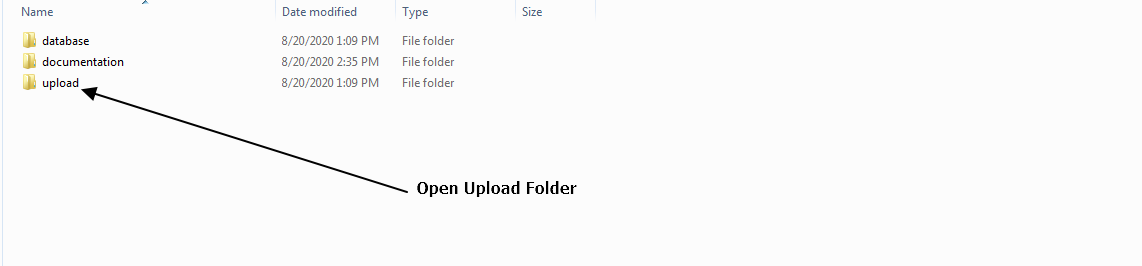 Name Date modified Type Size
database 8/20/2020 1:09 PM File folder
documentation 8/20/2020 2:35 PM File folder
upload 8/20/2020 1:09 PM File folder
Open Upload Folder